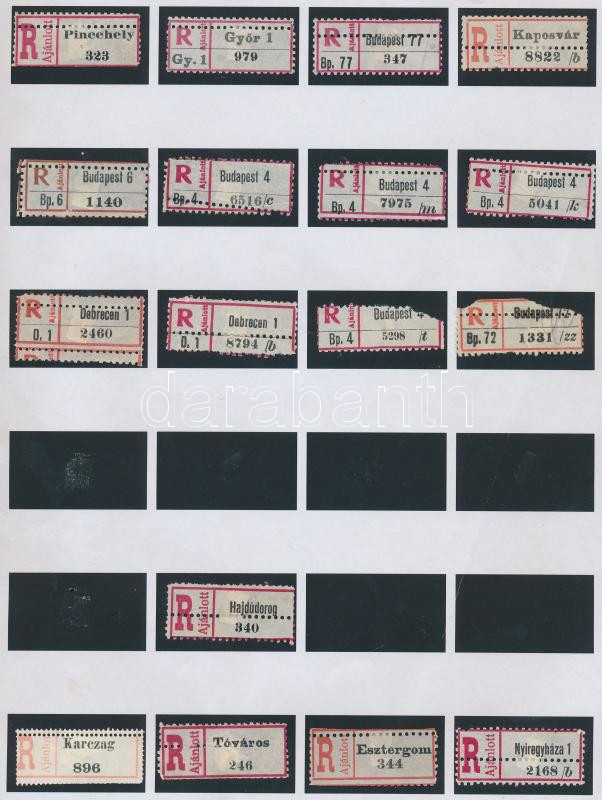 R Ajánlott Pincehely
323
R Ajánlott Győr 1
Gy. 1 979
R Ajánlott Budapest 77
Bp. 77 347
R Ajánlott Kaposvár
8822 /b
R Ajánlott Budapest 6
Bp. 6 1140
R Ajánlott Budapest 4
Bp. 4 6516/c
R Ajánlott Budapest 4
Bp. 4 7975 /m
R Ajánlott Budapest 4
Bp. 4 5041 /k
R Ajánlott Debrecen 1
D. 1 2460
R Ajánlott Debrecen 1
D. 1 8794 /b
R Budapest 4
Bp. 4 5298 /t
Budapest 72
Bp. 72 1331 /zz
darabanth
R Ajánlott Hajdúdorog
340
R Ajánlott Karczag
896
R Ajánlott Tóváros
246
R Ajánlott Esztergom
344
R Ajánlott Nyiregyháza 1
2168 /b